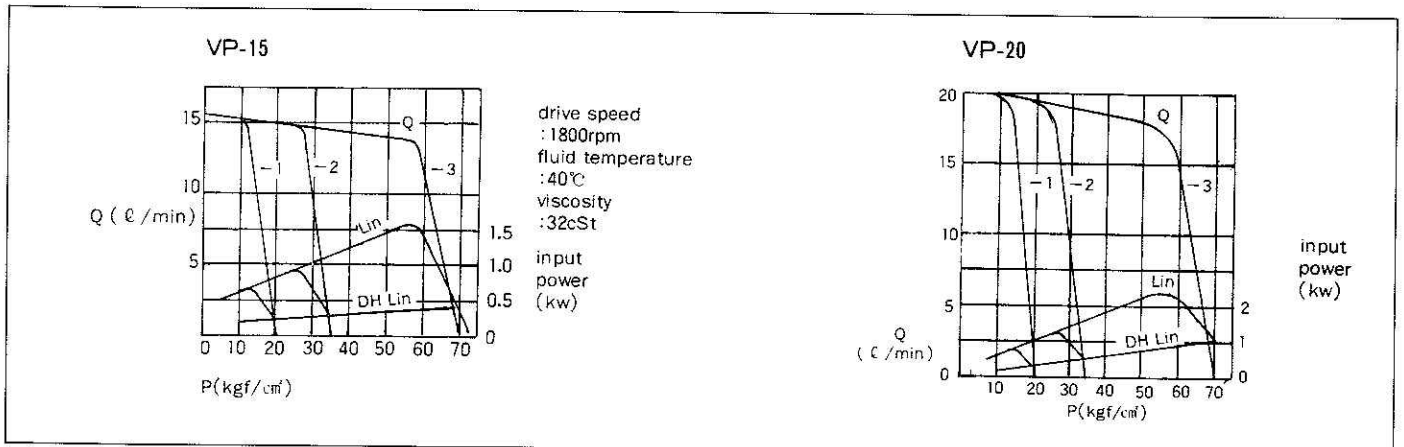 VP-15
15
10
Q ( ℓ /min)
5
Q
-1
-2
-3
Lin
DH Lin
1.5
1.0
0.5
0
0 10 20 30 40 50 60 70
P(kgf/cm²)
drive speed
:1800rpm
fluid temperature
:40℃
viscosity
:32cSt
input
power
(kw)
VP-20
20
15
10
5
0
Q
( ℓ /min)
Q
-1
-2
-3
Lin
DH Lin
2
1
0
10 20 30 40 50 60 70
P(kgf/cm²)
input
power
(kw)